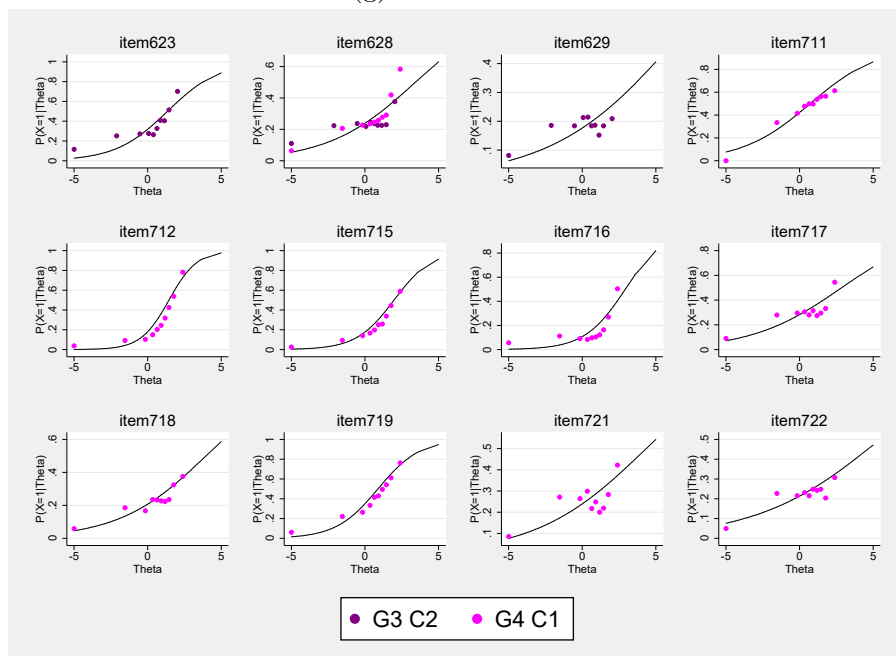 (g)
item623
P(X=1|Theta)
0 .2 .4 .6 .8 1
-5 0 5
Theta
item628
P(X=1|Theta)
0 .2 .4 .6
-5 0 5
Theta
item629
P(X=1|Theta)
.1 .2 .3 .4
-5 0 5
Theta
item711
P(X=1|Theta)
0 .2 .4 .6 .8
-5 0 5
Theta
item712
P(X=1|Theta)
0 .2 .4 .6 .8 1
-5 0 5
Theta
item715
P(X=1|Theta)
0 .2 .4 .6 .8 1
-5 0 5
Theta
item716
P(X=1|Theta)
0 .2 .4 .6 .8
-5 0 5
Theta
item717
P(X=1|Theta)
0 .2 .4 .6 .8
-5 0 5
Theta
item718
P(X=1|Theta)
0 .2 .4 .6
-5 0 5
Theta
item719
P(X=1|Theta)
0 .2 .4 .6 .8 1
-5 0 5
Theta
item721
P(X=1|Theta)
.1 .2 .3 .4 .5
-5 0 5
Theta
item722
P(X=1|Theta)
0 .1 .2 .3 .4 .5
-5 0 5
Theta
G3 C2 G4 C1